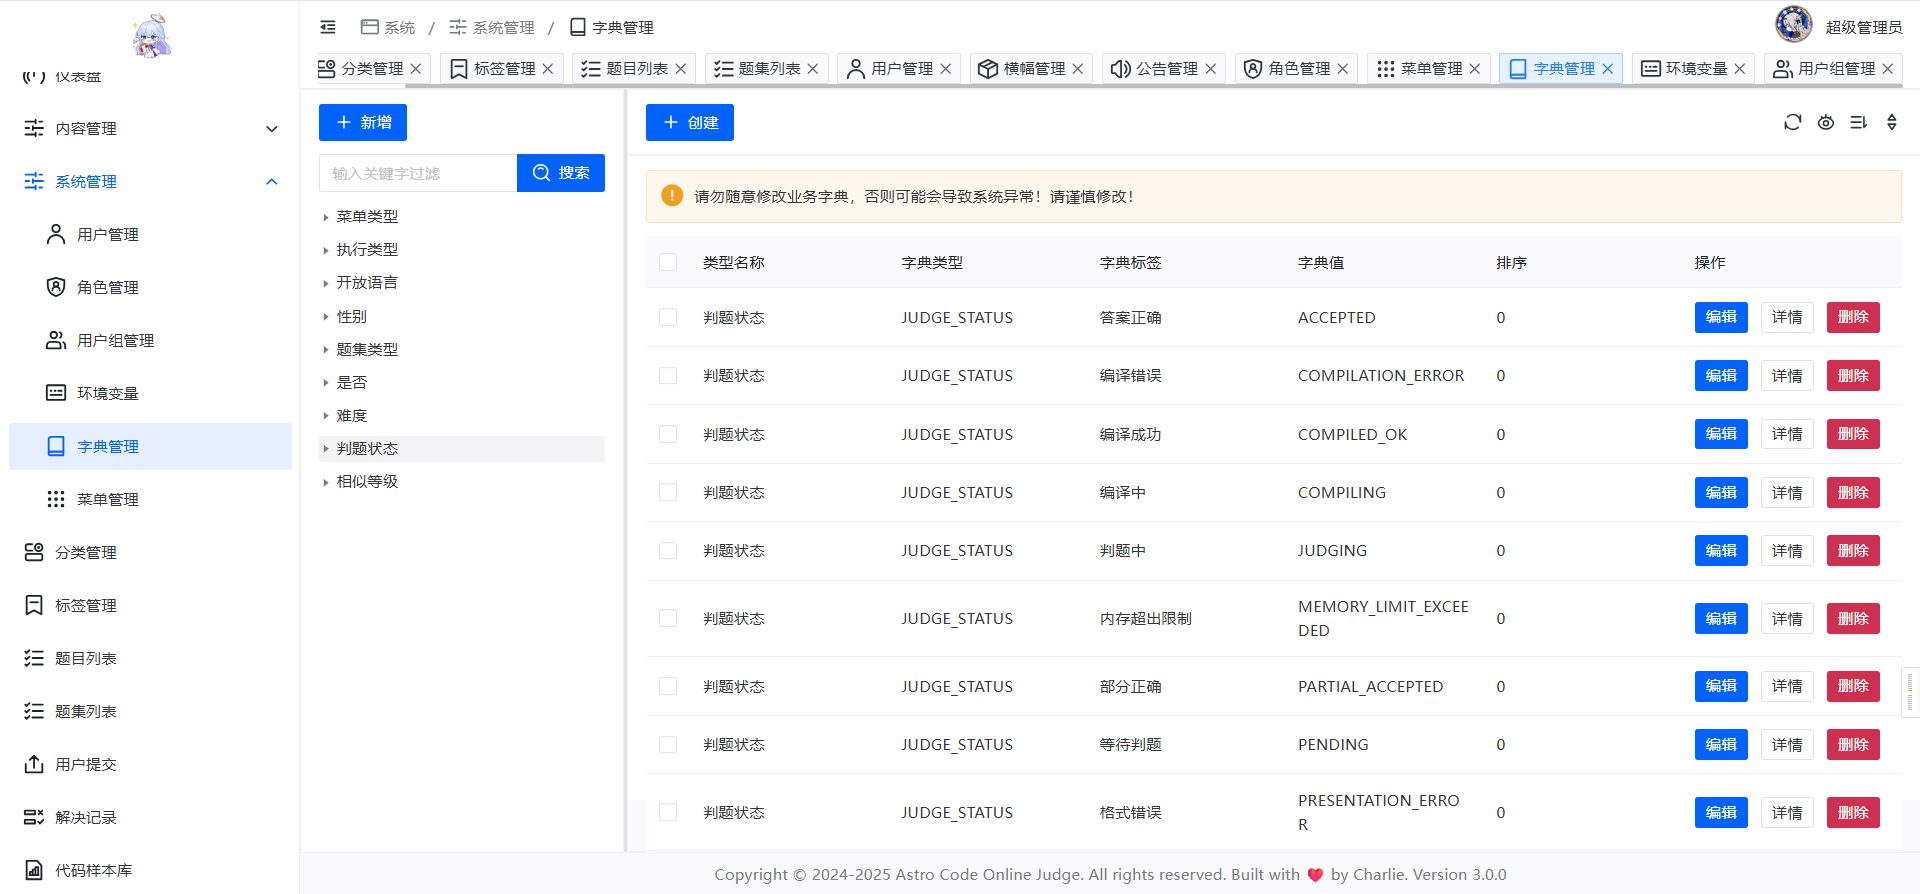 仪表盘
内容管理
系统管理
用户管理
角色管理
用户组管理
环境变量
字典管理
菜单管理
分类管理
标签管理
题目列表
题集列表
用户提交
解决记录
代码样本库
系统 / 系统管理 / 字典管理
超级管理员
分类管理 标签管理 题目列表 题集列表 用户管理 横幅管理 公告管理 角色管理 菜单管理 字典管理 环境变量 用户组管理
新增
输入关键字过滤 搜索
菜单类型
执行类型
开放语言
性别
题集类型
是否
难度
判题状态
相似等级
创建
请勿随意修改业务字典，否则可能会导致系统异常！请谨慎修改！
类型名称 字典类型 字典标签 字典值 排序 操作
判题状态 JUDGE_STATUS 答案正确 ACCEPTED 0 编辑 详情 删除
判题状态 JUDGE_STATUS 编译错误 COMPILATION_ERROR 0 编辑 详情 删除
判题状态 JUDGE_STATUS 编译成功 COMPILED_OK 0 编辑 详情 删除
判题状态 JUDGE_STATUS 编译中 COMPILING 0 编辑 详情 删除
判题状态 JUDGE_STATUS 判题中 JUDGING 0 编辑 详情 删除
判题状态 JUDGE_STATUS 内存超出限制 MEMORY_LIMIT_EXCEE
DED 0 编辑 详情 删除
判题状态 JUDGE_STATUS 部分正确 PARTIAL_ACCEPTED 0 编辑 详情 删除
判题状态 JUDGE_STATUS 等待判题 PENDING 0 编辑 详情 删除
判题状态 JUDGE_STATUS 格式错误 PRESENTATION_ERRO
R 0 编辑 详情 删除
Copyright © 2024-2025 Astro Code Online Judge. All rights reserved. Built with ❤ by Charlie. Version 3.0.0